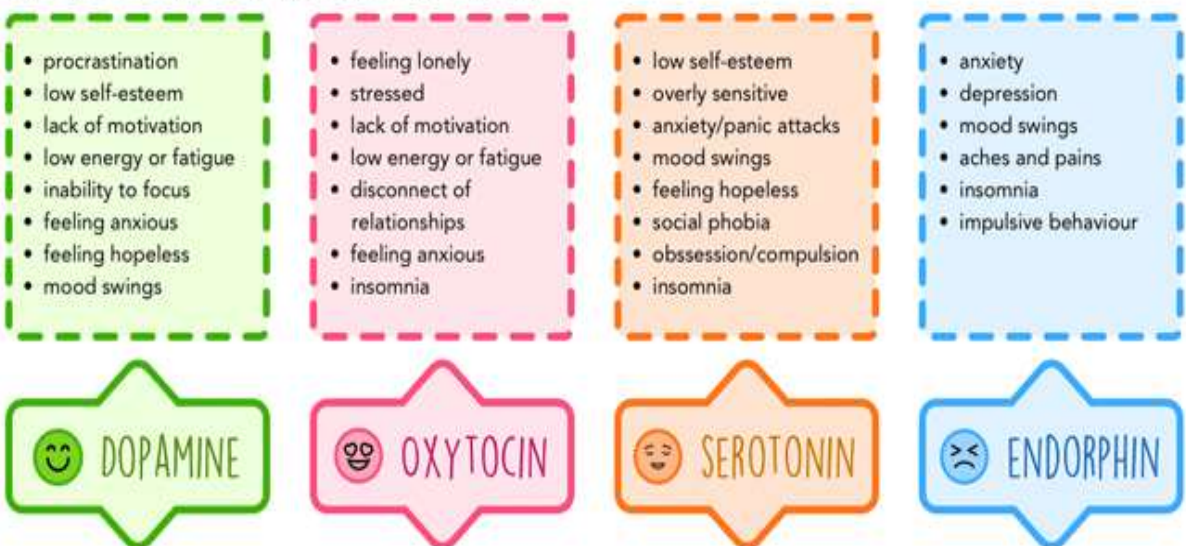 • procrastination
• low self-esteem
• lack of motivation
• low energy or fatigue
• inability to focus
• feeling anxious
• feeling hopeless
• mood swings
• feeling lonely
• stressed
• lack of motivation
• low energy or fatigue
• disconnect of
relationships
• feeling anxious
• insomnia
• low self-esteem
• overly sensitive
• anxiety/panic attacks
• mood swings
• feeling hopeless
• social phobia
• obssession/compulsion
• insomnia
• anxiety
• depression
• mood swings
• aches and pains
• insomnia
• impulsive behaviour
DOPAMINE
OXYTOCIN
SEROTONIN
ENDORPHIN